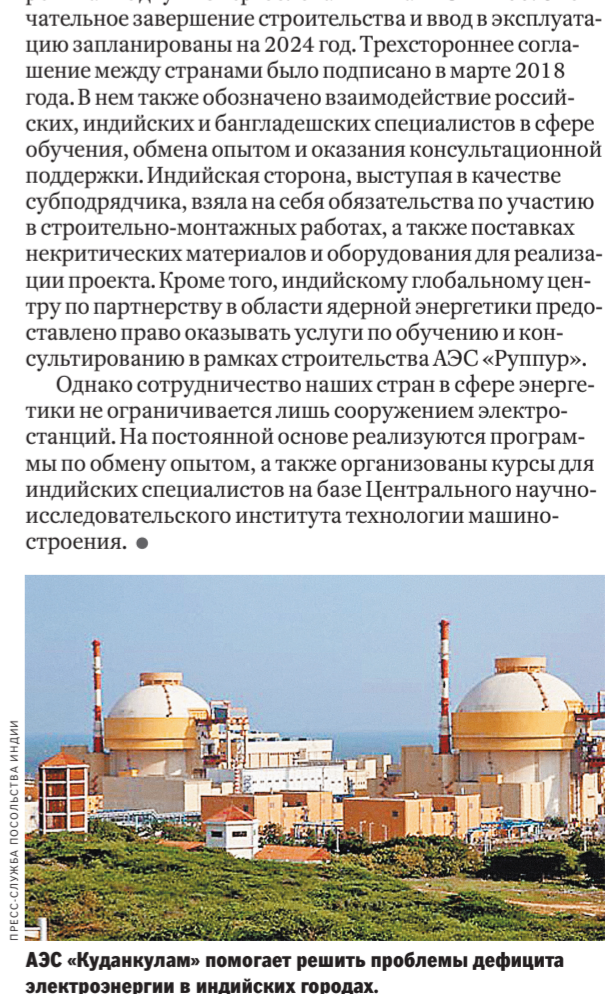 чательное завершение строительства и ввод в эксплуата-
цию запланированы на 2024 год. Трехстороннее согла-
шение между странами было подписано в марте 2018
года. В нем также обозначено взаимодействие россий-
ских, индийских и бангладешских специалистов в сфере
обучения, обмена опытом и оказания консультационной
поддержки. Индийская сторона, выступая в качестве
субподрядчика, взяла на себя обязательства по участию
в строительно-монтажных работах, а также поставках
некритических материалов и оборудования для реализа-
ции проекта. Кроме того, индийскому глобальному цен-
тру по партнерству в области ядерной энергетики предо-
ставлено право оказывать услуги по обучению и кон-
сультированию в рамках строительства АЭС «Руппур».
Однако сотрудничество наших стран в сфере энерге-
тики не ограничивается лишь сооружением электро-
станций. На постоянной основе реализуются програм-
мы по обмену опытом, а также организованы курсы для
индийских специалистов на базе Центрального научно-
исследовательского института технологии машино-
строения. ●
ПРЕСС-СЛУЖБА ПОСОЛЬСТВА ИНДИИ
АЭС «Куданкулам» помогает решить проблемы дефицита
электроэнергии в индийских городах.